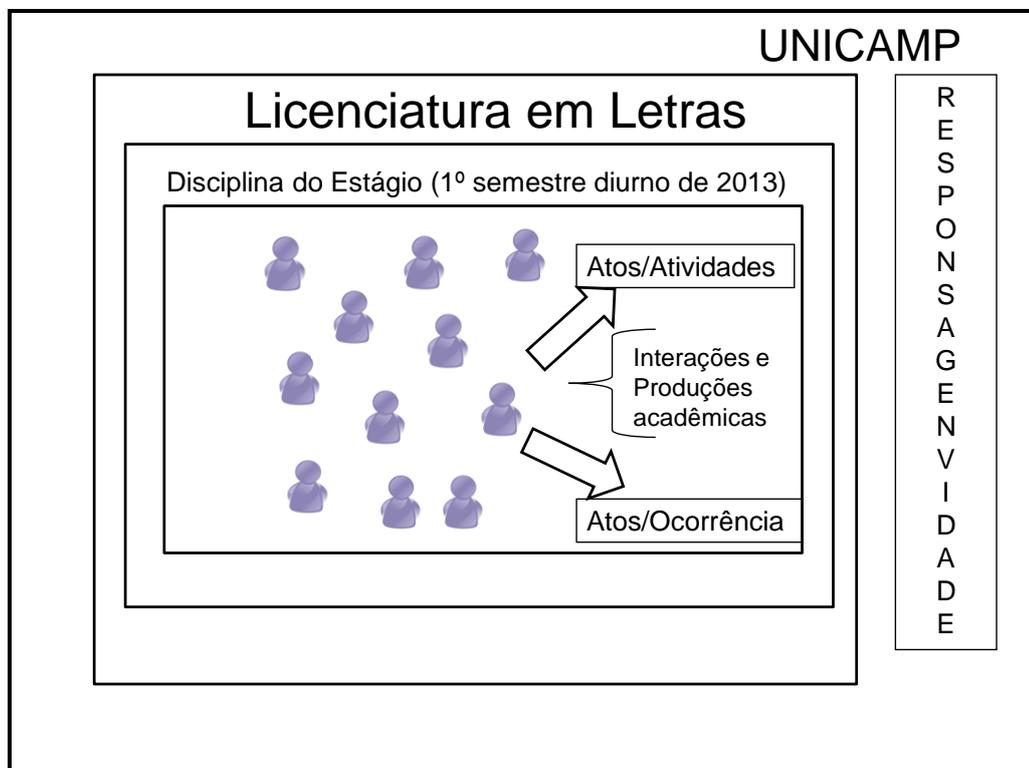 UNICAMP
Licenciatura em Letras
Disciplina do Estágio (1º semestre diurno de 2013)
Atos/Atividades
Interações e
Produções
acadêmicas
Atos/Ocorrência
R
E
S
P
O
N
S
A
G
E
N
V
I
D
A
D
E